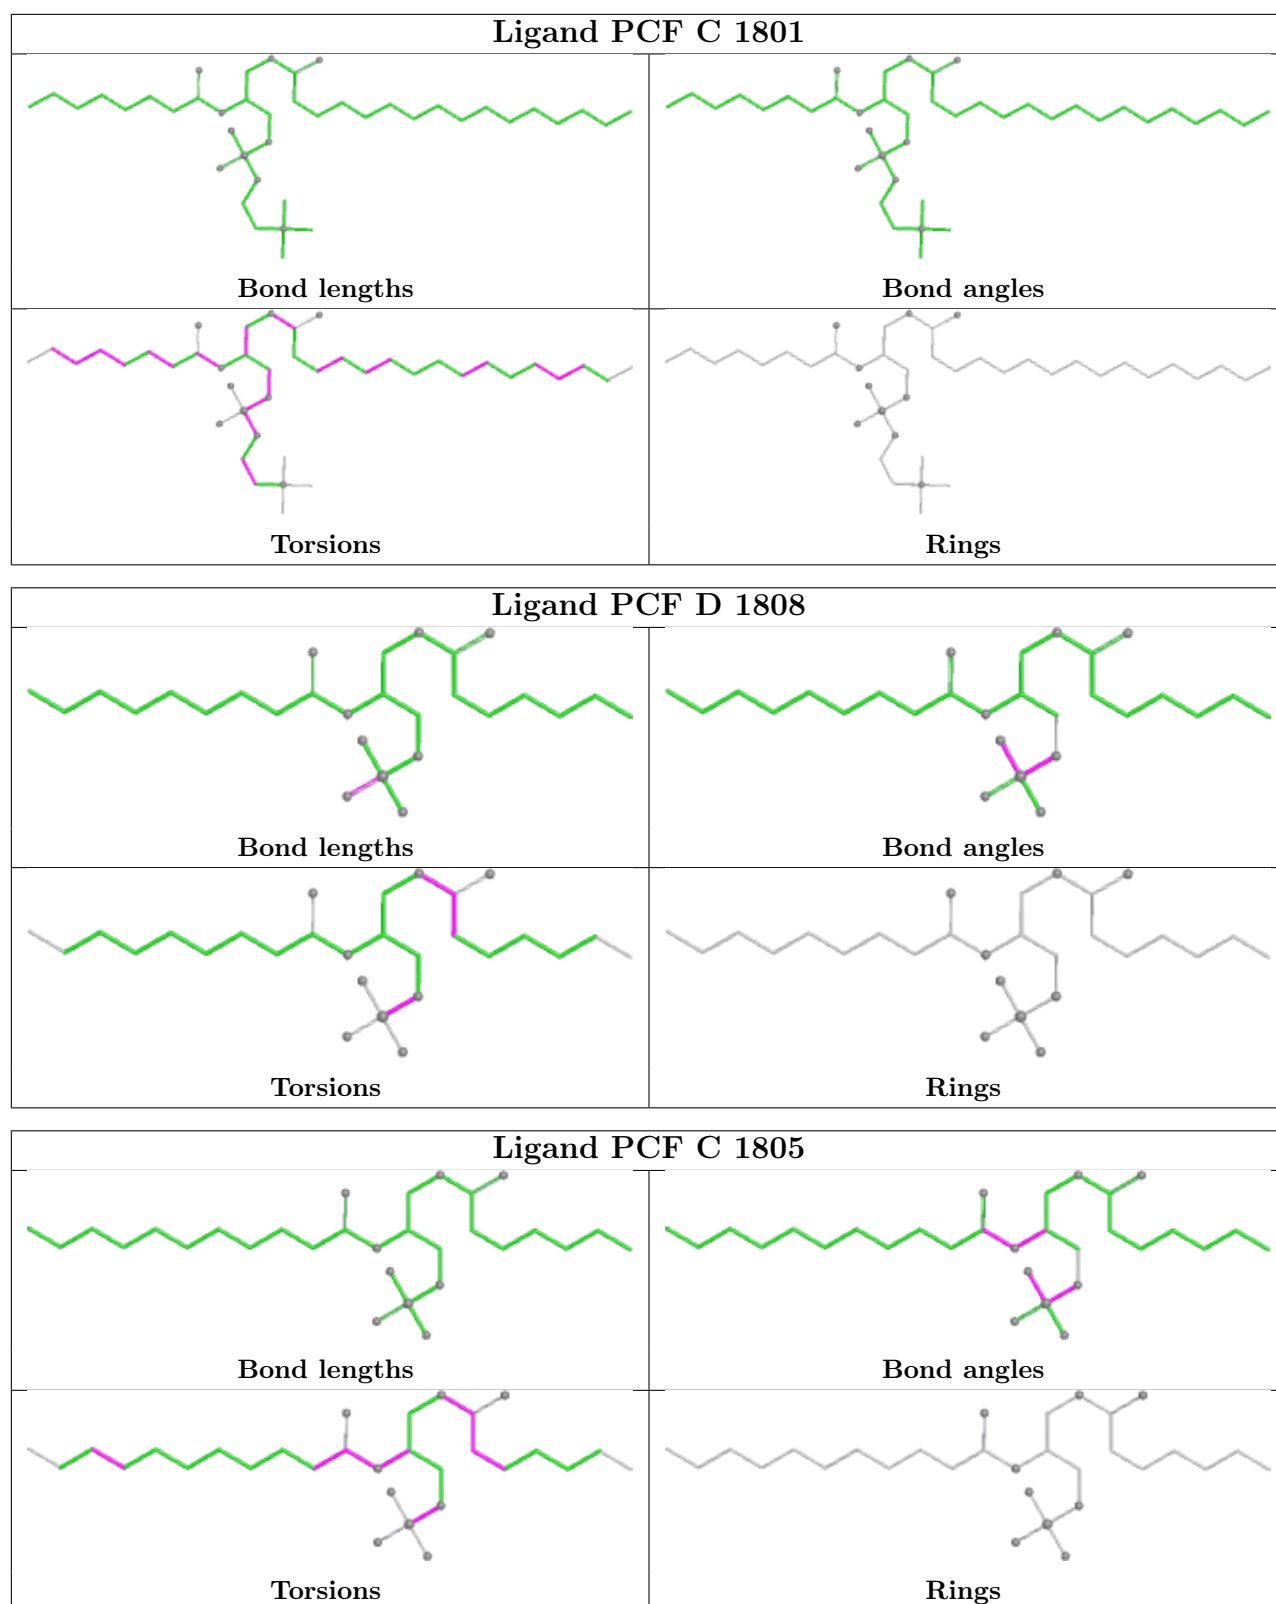 Ligand PCF C 1801
Bond lengths
Bond angles
Torsions
Rings
Ligand PCF D 1808
Bond lengths
Bond angles
Torsions
Rings
Ligand PCF C 1805
Bond lengths
Bond angles
Torsions
Rings